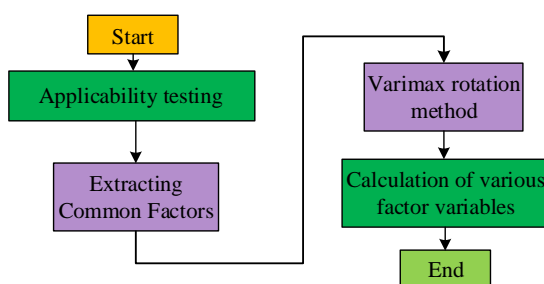 Start
Applicability testing
Extracting
Common Factors
Varimax rotation
method
Calculation of various
factor variables
End